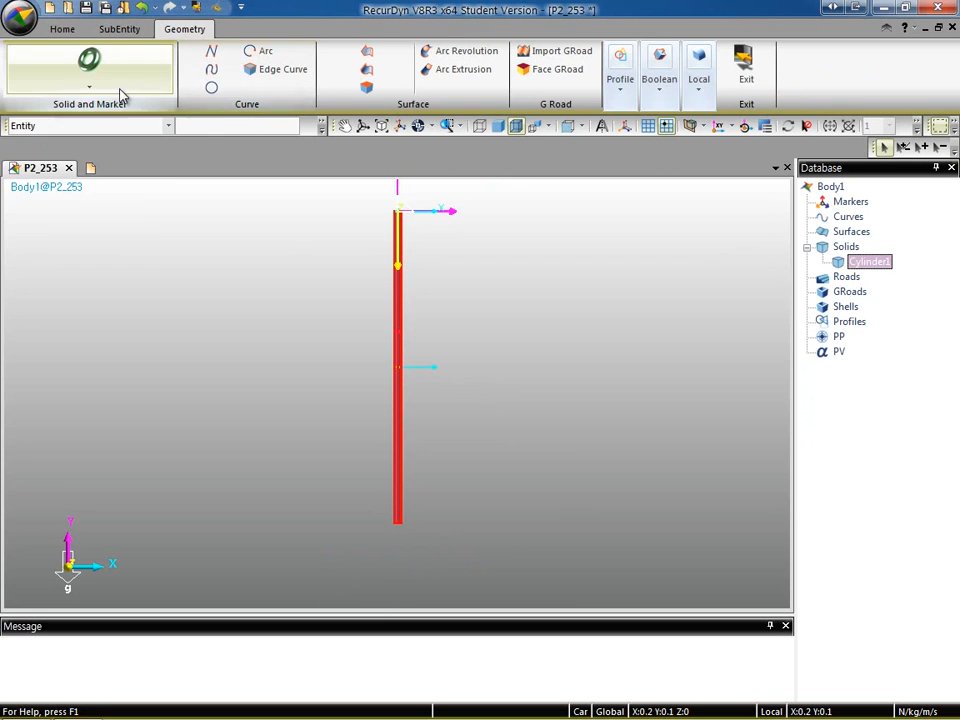 RecurDyn V8R3 x64 Student Version - [P2_253 *]
Home SubEntity Geometry
Arc Arc Revolution Import GRoad
Edge Curve Arc Extrusion Face GRoad Profile Boolean Local Exit
Solid and Marker Curve Surface G Road Exit
Entity 1
P2_253 Database
Body1@P2_253 Body1
Markers
Curves
Surfaces
Solids
Cylinder1
Roads
GRoads
Shells
Profiles
PP
PV
Y
X
g
Message
For Help, press F1 Car Global X:0.2 Y:0.1 Z:0 Local X:0.2 Y:0.1 N/kg/m/s